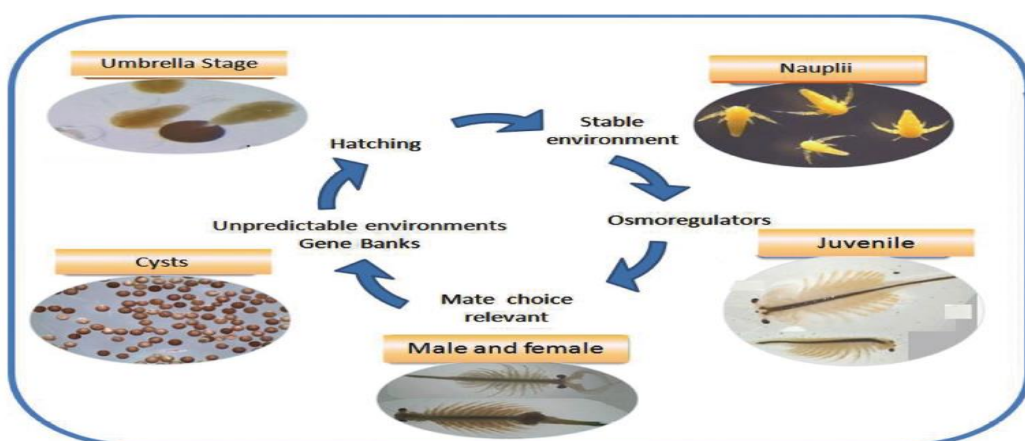 Umbrella Stage
Nauplii
Hatching
Stable
environment
Unpredictable environments
Gene Banks
Osmoregulators
Cysts
Juvenile
Mate choice
relevant
Male and female